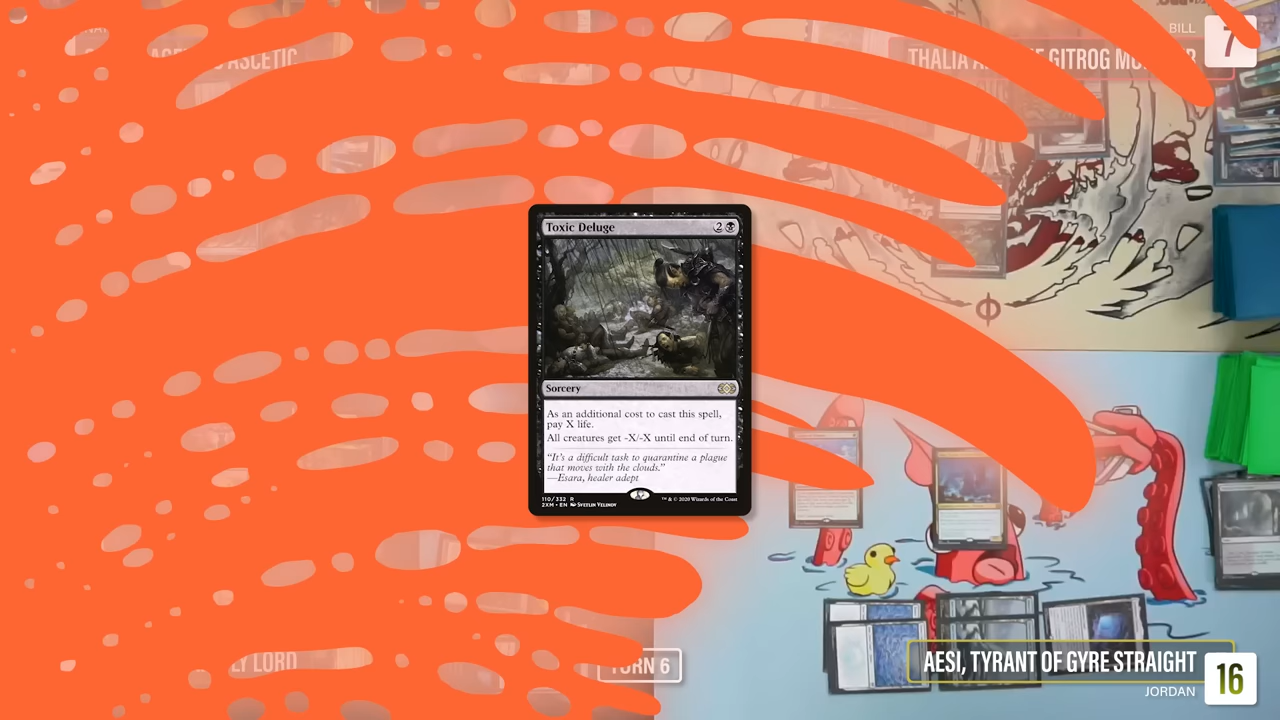 BILL
7
ASCETIC
THALIA
GITROG
Toxic Deluge 2
Sorcery
As an additional cost to cast this spell,
pay X life.
All creatures get -X/-X until end of turn.
"It's a difficult task to quarantine a plague
that moves with the clouds."
—Esara, healer adept
110/332 R
2XM • EN SVETLIN VELINOV
™ & © 2020 Wizards of the Coast
LY LORD
TURN 6
AESI, TYRANT OF GYRE STRAIGHT
JORDAN
16